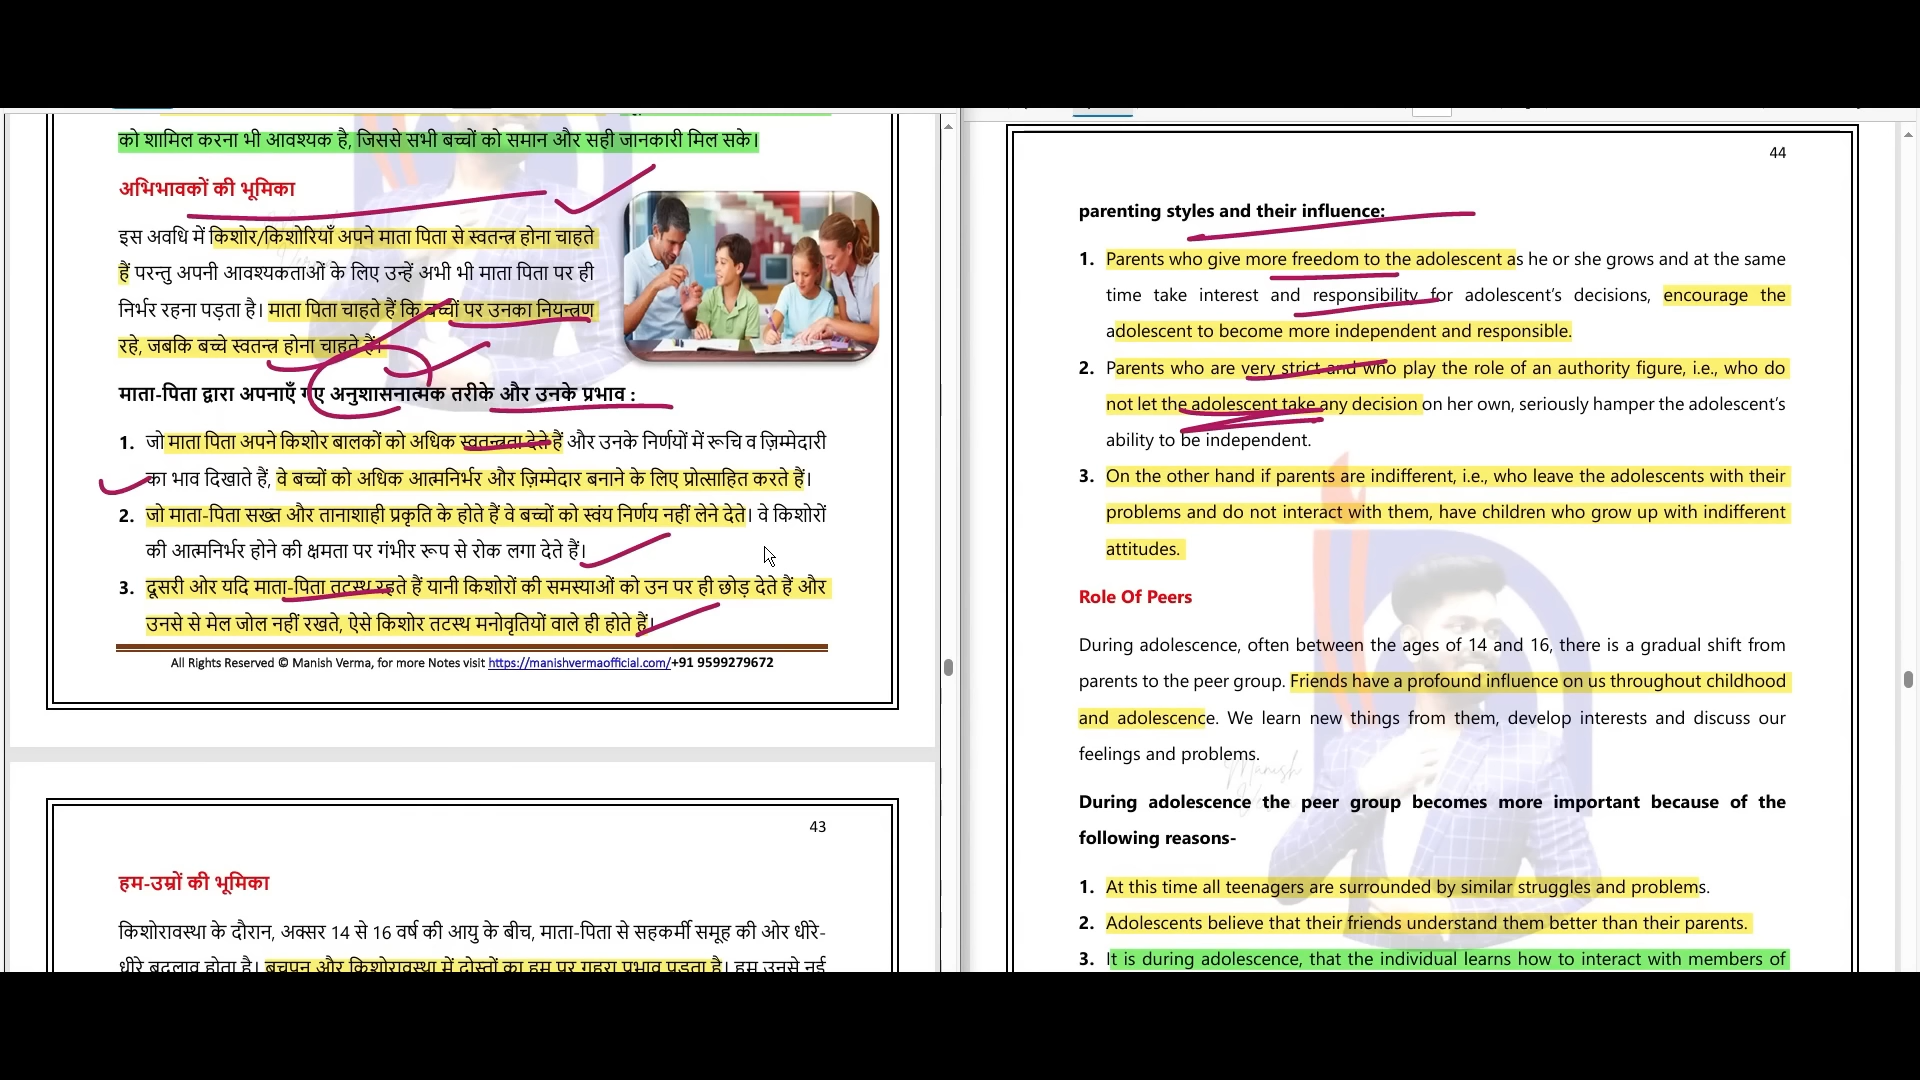 को शामिल करना भी आवश्यक है, जिससे सभी बच्चों को समान और सही जानकारी मिल सके।
अभिभावकों की भूमिका
इस अवधि में किशोर/किशोरियाँ अपने माता पिता से स्वतन्त्र होना चाहते
हैं परन्तु अपनी आवश्यकताओं के लिए उन्हें अभी भी माता पिता पर ही
निर्भर रहना पड़ता है। माता पिता चाहते हैं कि बच्चों पर उनका नियन्त्रण
रहे, जबकि बच्चे स्वतन्त्र होना चाहते हैं।
माता-पिता द्वारा अपनाएँ गए अनुशासनात्मक तरीके और उनके प्रभाव :
1. जो माता पिता अपने किशोर बालकों को अधिक स्वतन्त्रता देते हैं और उनके निर्णयों में रूचि व ज़िम्मेदारी
का भाव दिखाते हैं, वे बच्चों को अधिक आत्मनिर्भर और ज़िम्मेदार बनाने के लिए प्रोत्साहित करते हैं।
2. जो माता-पिता सख्त और तानाशाही प्रकृति के होते हैं वे बच्चों को स्वंय निर्णय नहीं लेने देते। वे किशोरों
की आत्मनिर्भर होने की क्षमता पर गंभीर रूप से रोक लगा देते हैं।
3. दूसरी ओर यदि माता-पिता तटस्थ रहते हैं यानी किशोरों की समस्याओं को उन पर ही छोड़ देते हैं और
उनसे से मेल जोल नहीं रखते, ऐसे किशोर तटस्थ मनोवृतियों वाले ही होते हैं।
All Rights Reserved © Manish Verma, for more Notes visit https://manishvermaofficial.com/+91 9599279672
43
हम-उम्रों की भूमिका
किशोरावस्था के दौरान, अक्सर 14 से 16 वर्ष की आयु के बीच, माता-पिता से सहकर्मी समूह की ओर धीरे-
धीरे बदलाव होता है। बचपन और किशोरावस्था में दोस्तों का हम पर गहरा प्रभाव पड़ता है। हम उनसे नई
44
parenting styles and their influence:
1. Parents who give more freedom to the adolescent as he or she grows and at the same
time take interest and responsibility for adolescent's decisions, encourage the
adolescent to become more independent and responsible.
2. Parents who are very strict and who play the role of an authority figure, i.e., who do
not let the adolescent take any decision on her own, seriously hamper the adolescent's
ability to be independent.
3. On the other hand if parents are indifferent, i.e., who leave the adolescents with their
problems and do not interact with them, have children who grow up with indifferent
attitudes.
Role Of Peers
During adolescence, often between the ages of 14 and 16, there is a gradual shift from
parents to the peer group. Friends have a profound influence on us throughout childhood
and adolescence. We learn new things from them, develop interests and discuss our
feelings and problems.
During adolescence the peer group becomes more important because of the
following reasons-
1. At this time all teenagers are surrounded by similar struggles and problems.
2. Adolescents believe that their friends understand them better than their parents.
3. It is during adolescence, that the individual learns how to interact with members of